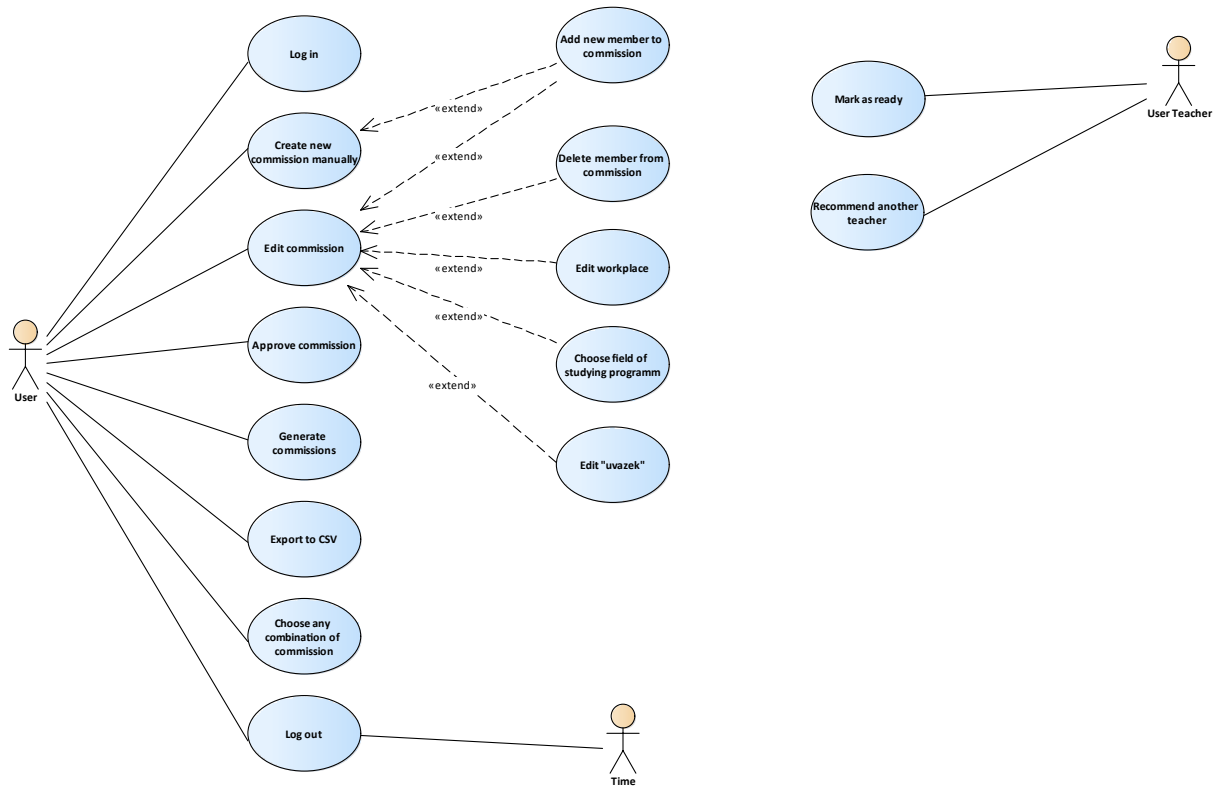 Log in
Create new
commission manually
Edit commission
Approve commission
Generate
commissions
Export to CSV
Choose any
combination of
commission
Log out
User
Add new member to
commission
Delete member from
commission
Edit workplace
Choose field of
studying programm
Edit "uvazek"
«extend»
«extend»
«extend»
«extend»
«extend»
«extend»
Time
Mark as ready
Recommend another
teacher
User Teacher